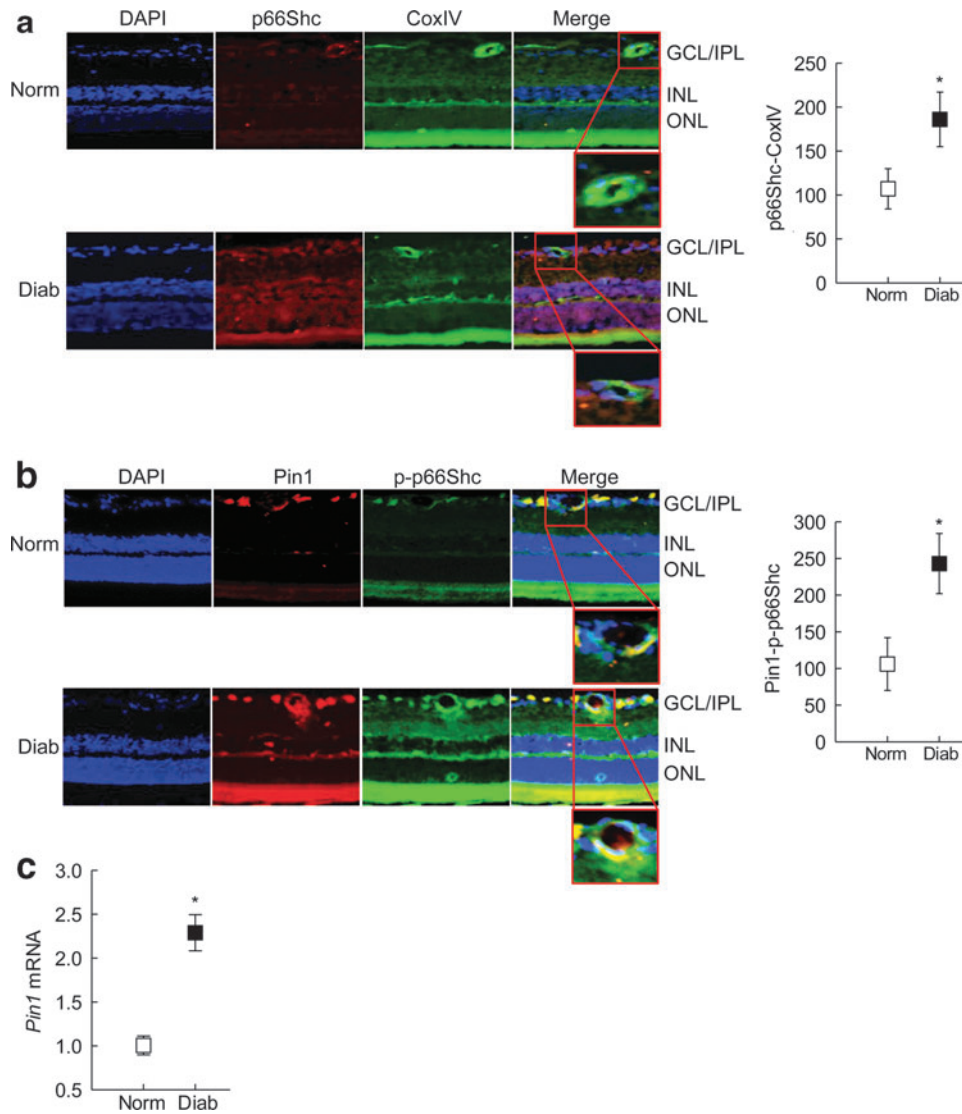 a
DAPI p66Shc CoxIV Merge
Norm
GCL/IPL
INL
ONL
Diab
GCL/IPL
INL
ONL
p66Shc-CoxIV
250
200
150
100
50
0
*
Norm Diab
b
DAPI Pin1 p-p66Shc Merge
Norm
GCL/IPL
INL
ONL
Diab
GCL/IPL
INL
ONL
Pin1-p-p66Shc
300
250
200
150
100
50
0
*
Norm Diab
c
Pin1 mRNA
3.0
2.5
2.0
1.5
1.0
0.5
*
Norm Diab